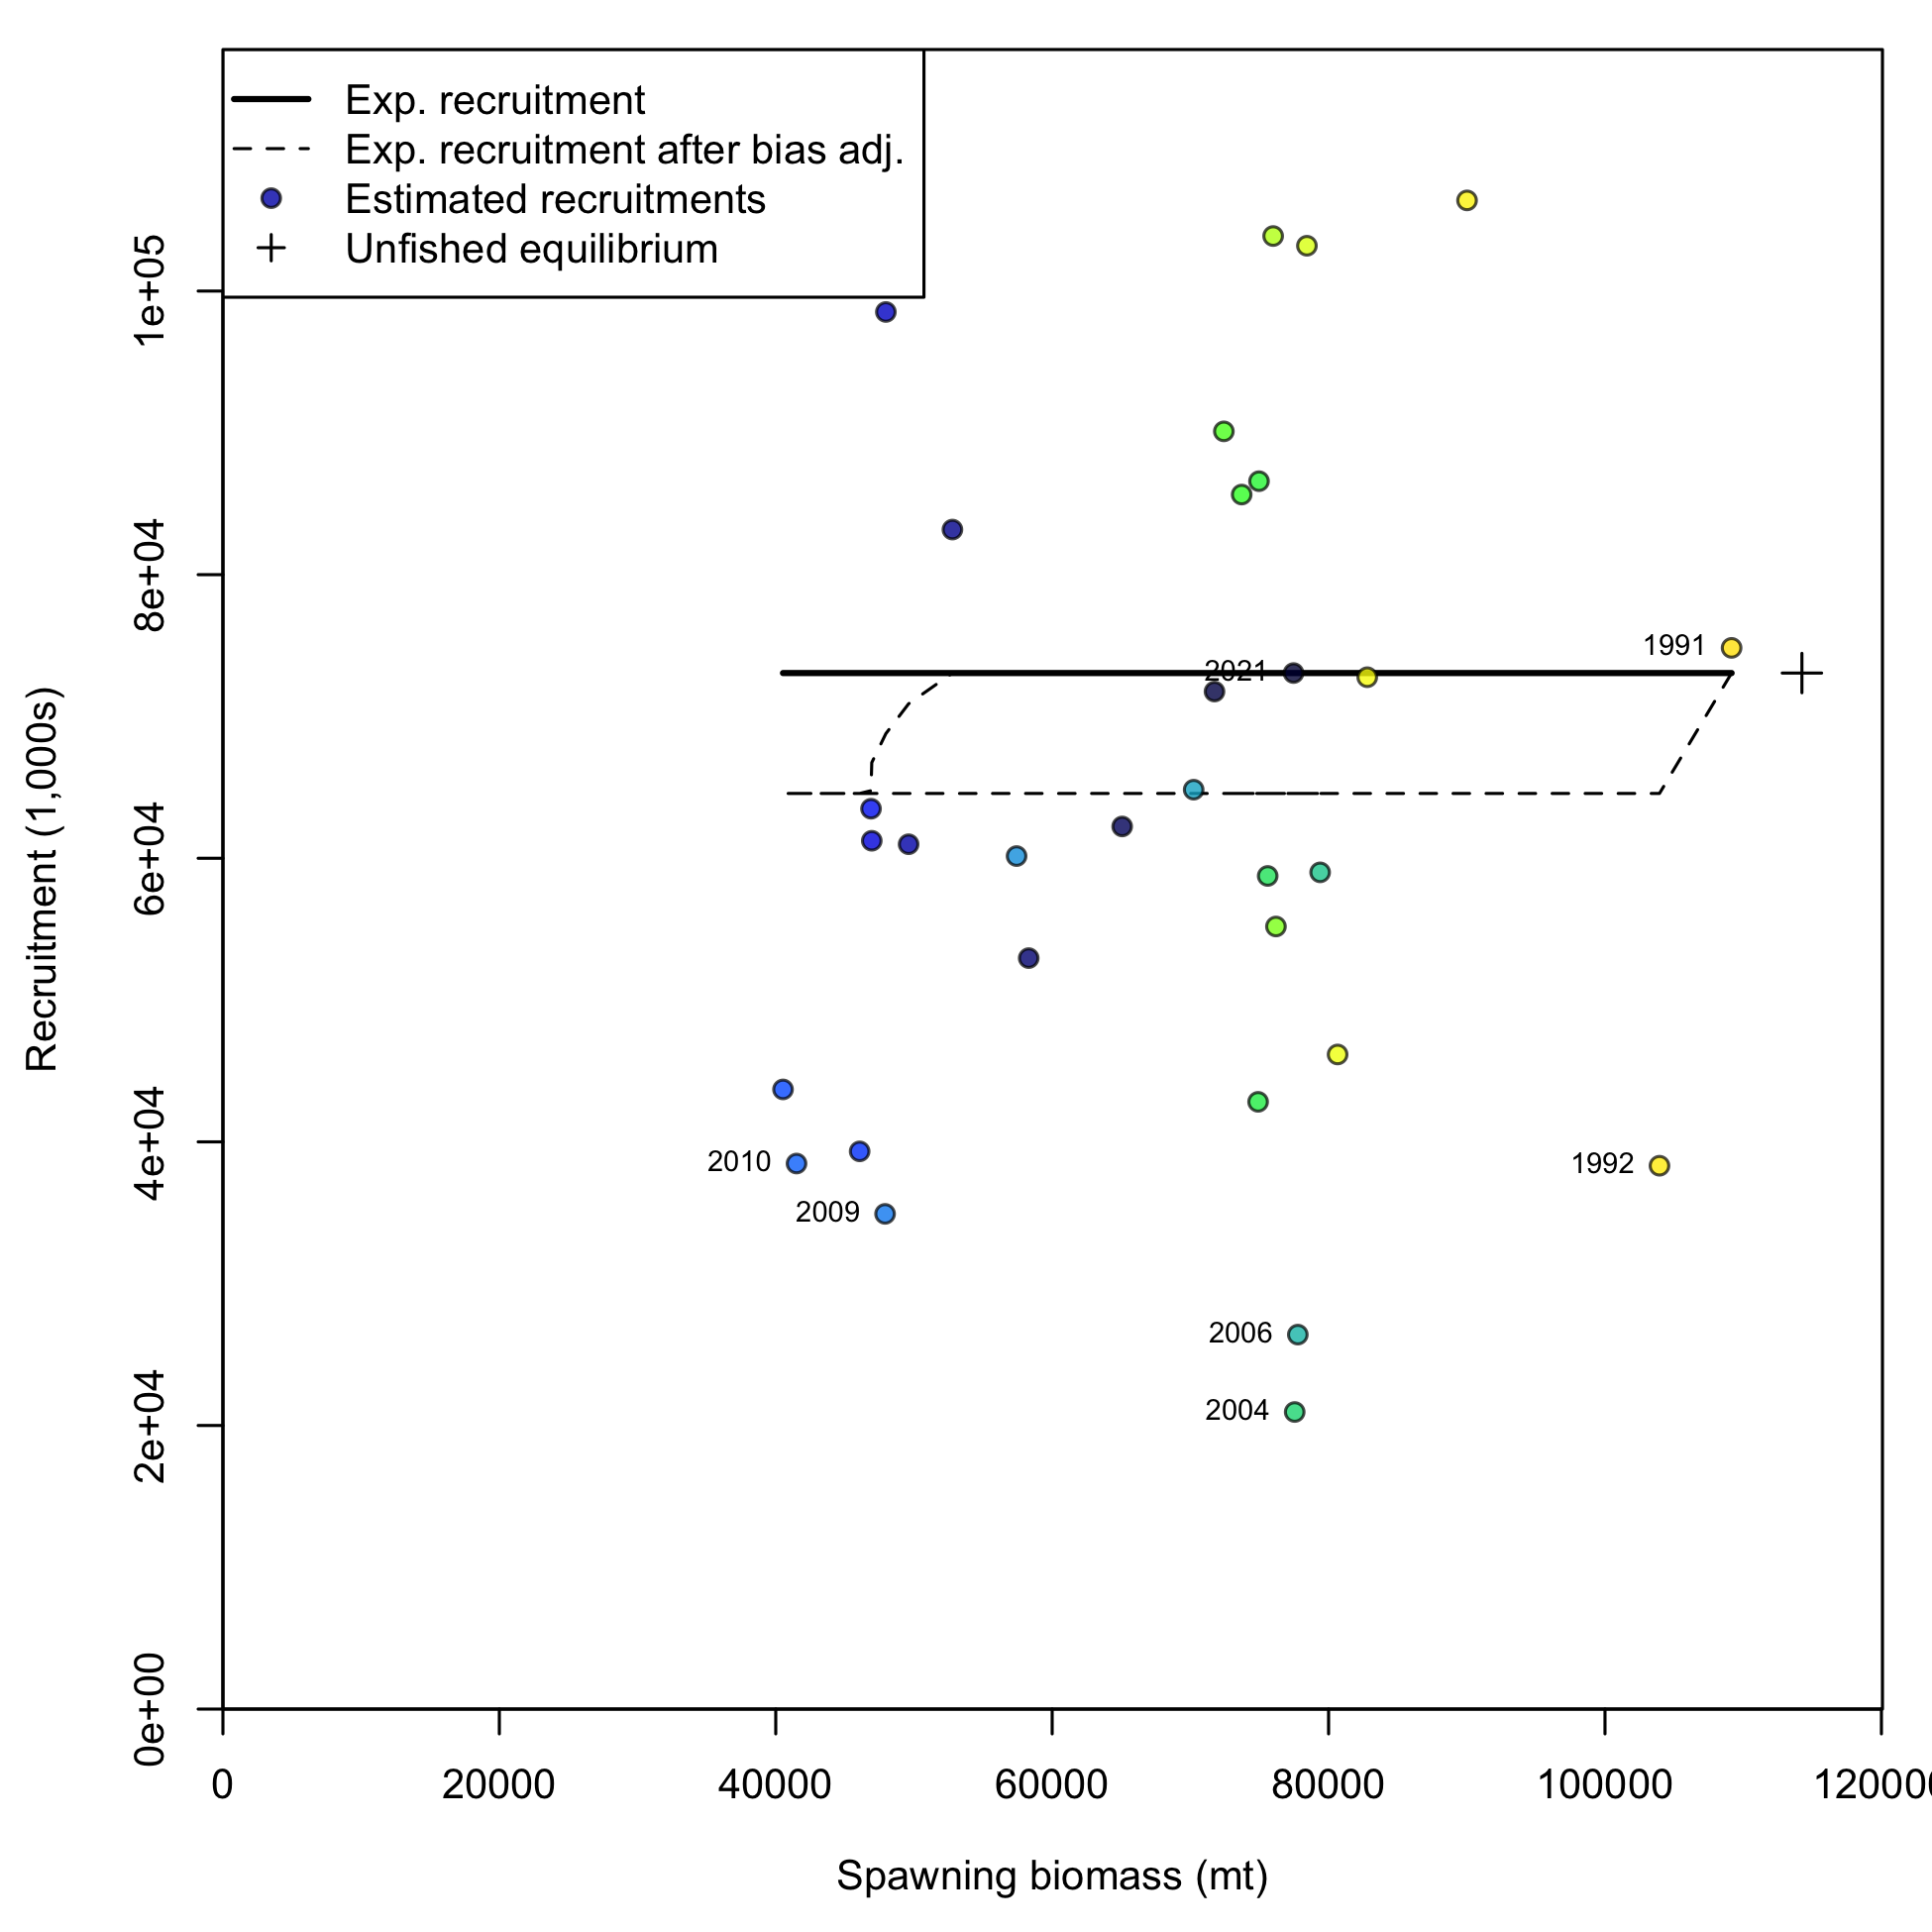 Exp. recruitment
Exp. recruitment after bias adj.
Estimated recruitments
Unfished equilibrium
1e+05
8e+04
6e+04
4e+04
2e+04
0e+00
Recruitment (1,000s)
1991
2021
2010
1992
2009
2006
2004
0
20000
40000
60000
80000
100000
120000
Spawning biomass (mt)